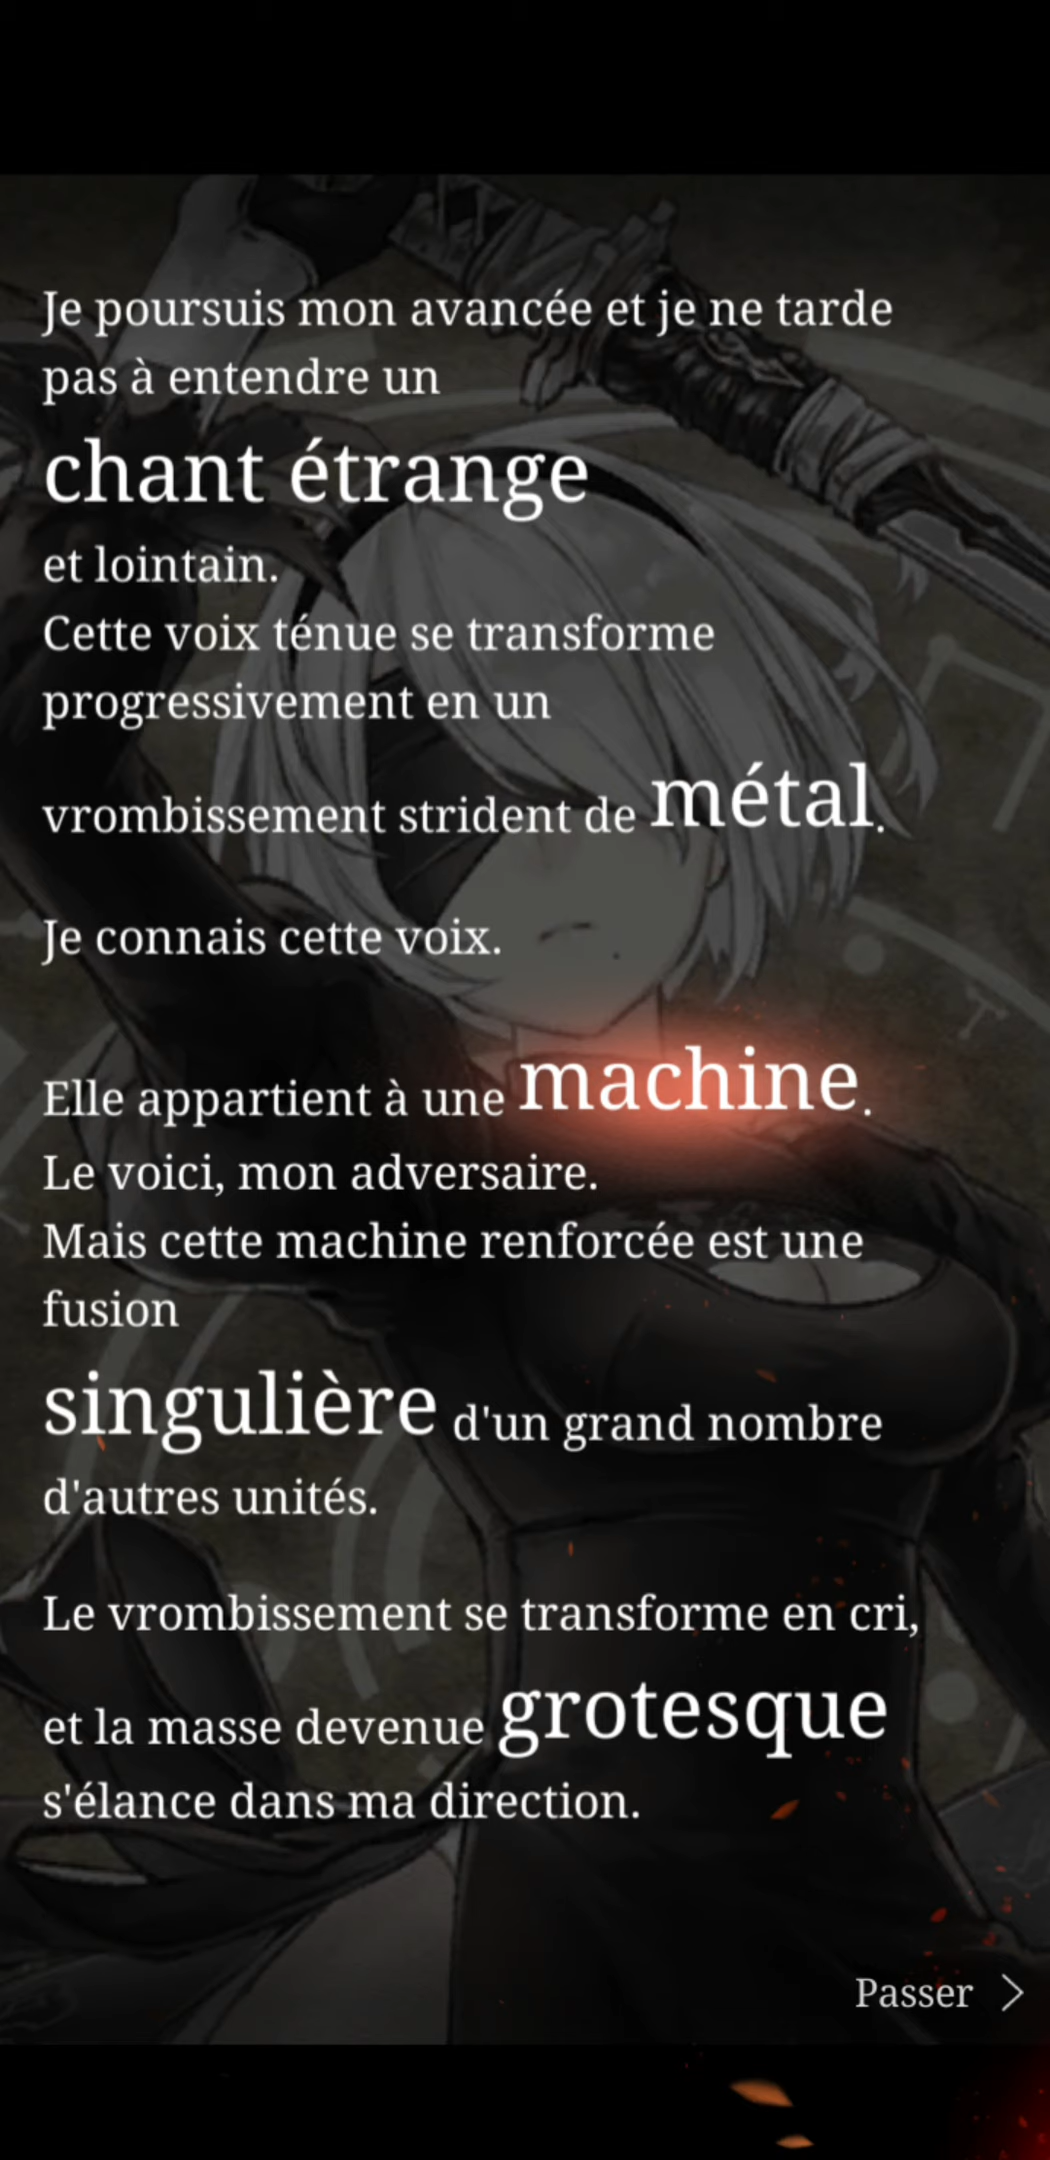 Je poursuis mon avancée et je ne tarde
pas à entendre un
chant étrange
et lointain.
Cette voix ténue se transforme
progressivement en un
vrombissement strident de métal.
Je connais cette voix.
Elle appartient à une machine.
Le voici, mon adversaire.
Mais cette machine renforcée est une
fusion
singulière d'un grand nombre
d'autres unités.
Le vrombissement se transforme en cri,
et la masse devenue grotesque
s'élance dans ma direction.
Passer >